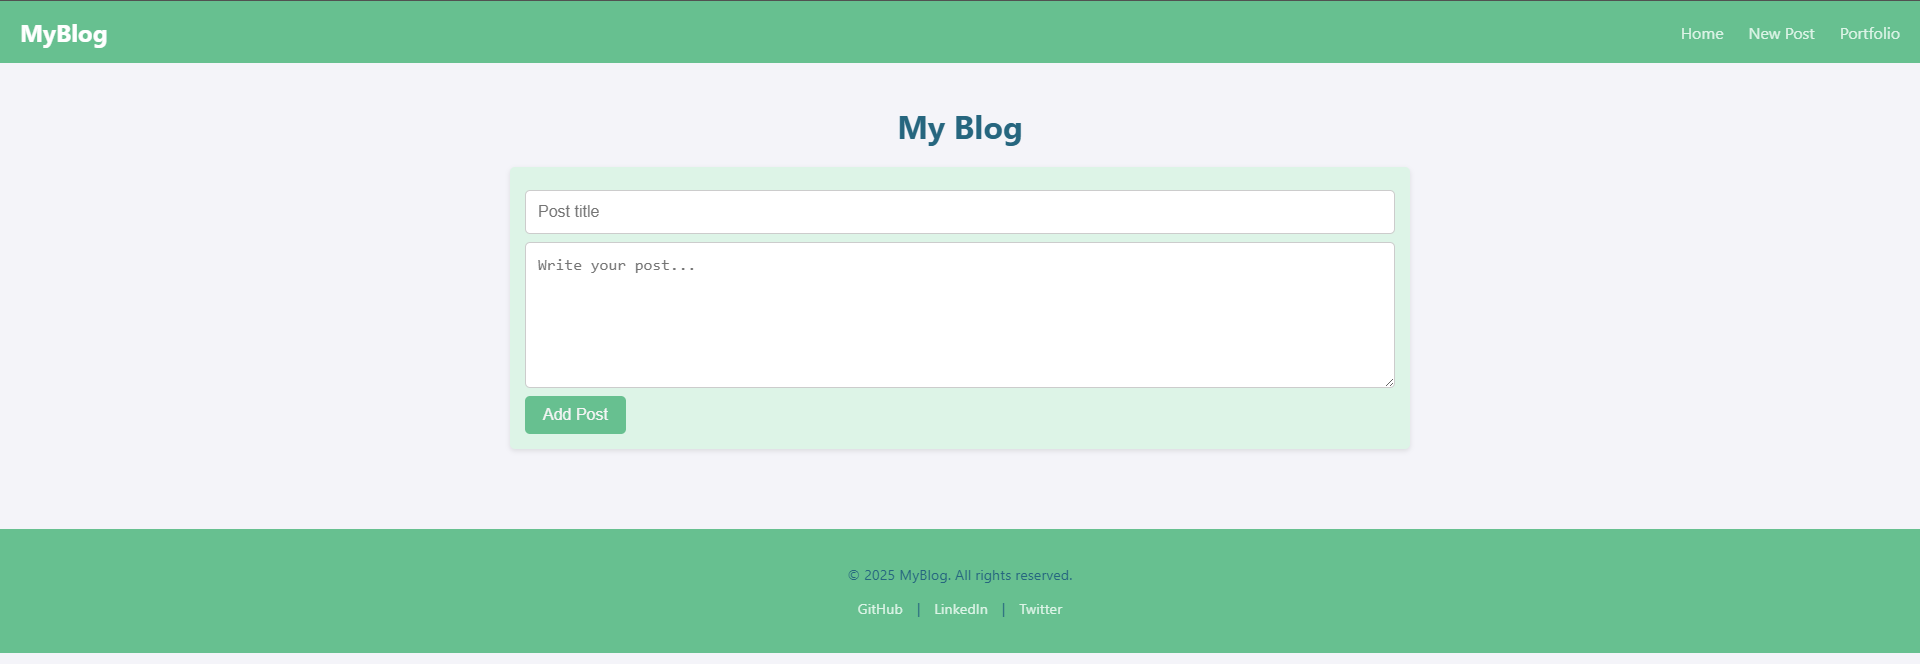 MyBlog
Home New Post Portfolio
My Blog
Post title
Write your post...
Add Post
© 2025 MyBlog. All rights reserved.
GitHub | LinkedIn | Twitter